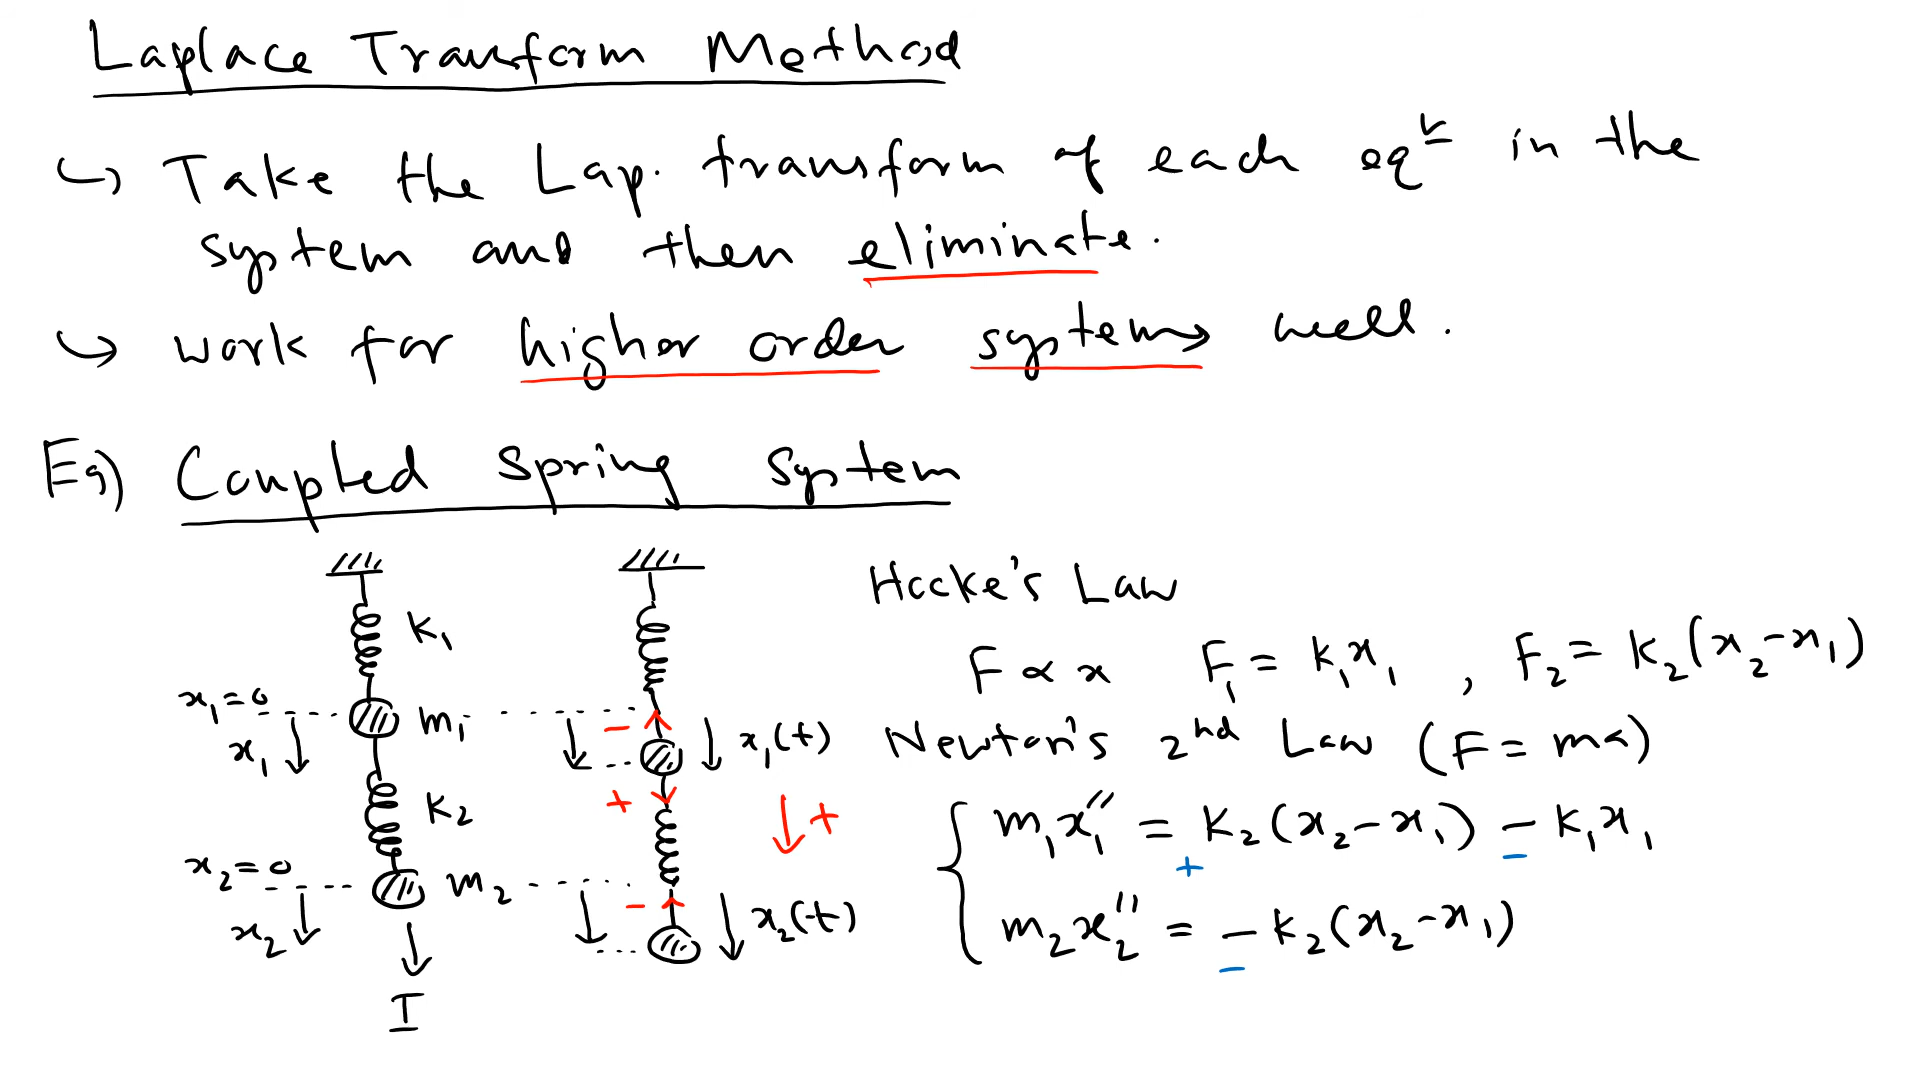 Laplace Transform Method
↪ Take the Lap. transform of each eqⁿ in the
system and then eliminate.
↪ work for higher order systems well.
Eg) Coupled Spring System
k₁
x₁=0
m₁
x₁
k₂
x₂=0
m₂
x₂
I
-
x₁(t)
+
+
-
x₂(t)
Hooke's Law
F ∝ x F₁ = k₁x₁ , F₂ = k₂(x₂-x₁)
Newton's 2nd Law (F = ma)
m₁x₁'' = k₂(x₂-x₁) - k₁x₁
+ -
m₂x₂'' = - k₂(x₂-x₁)
-